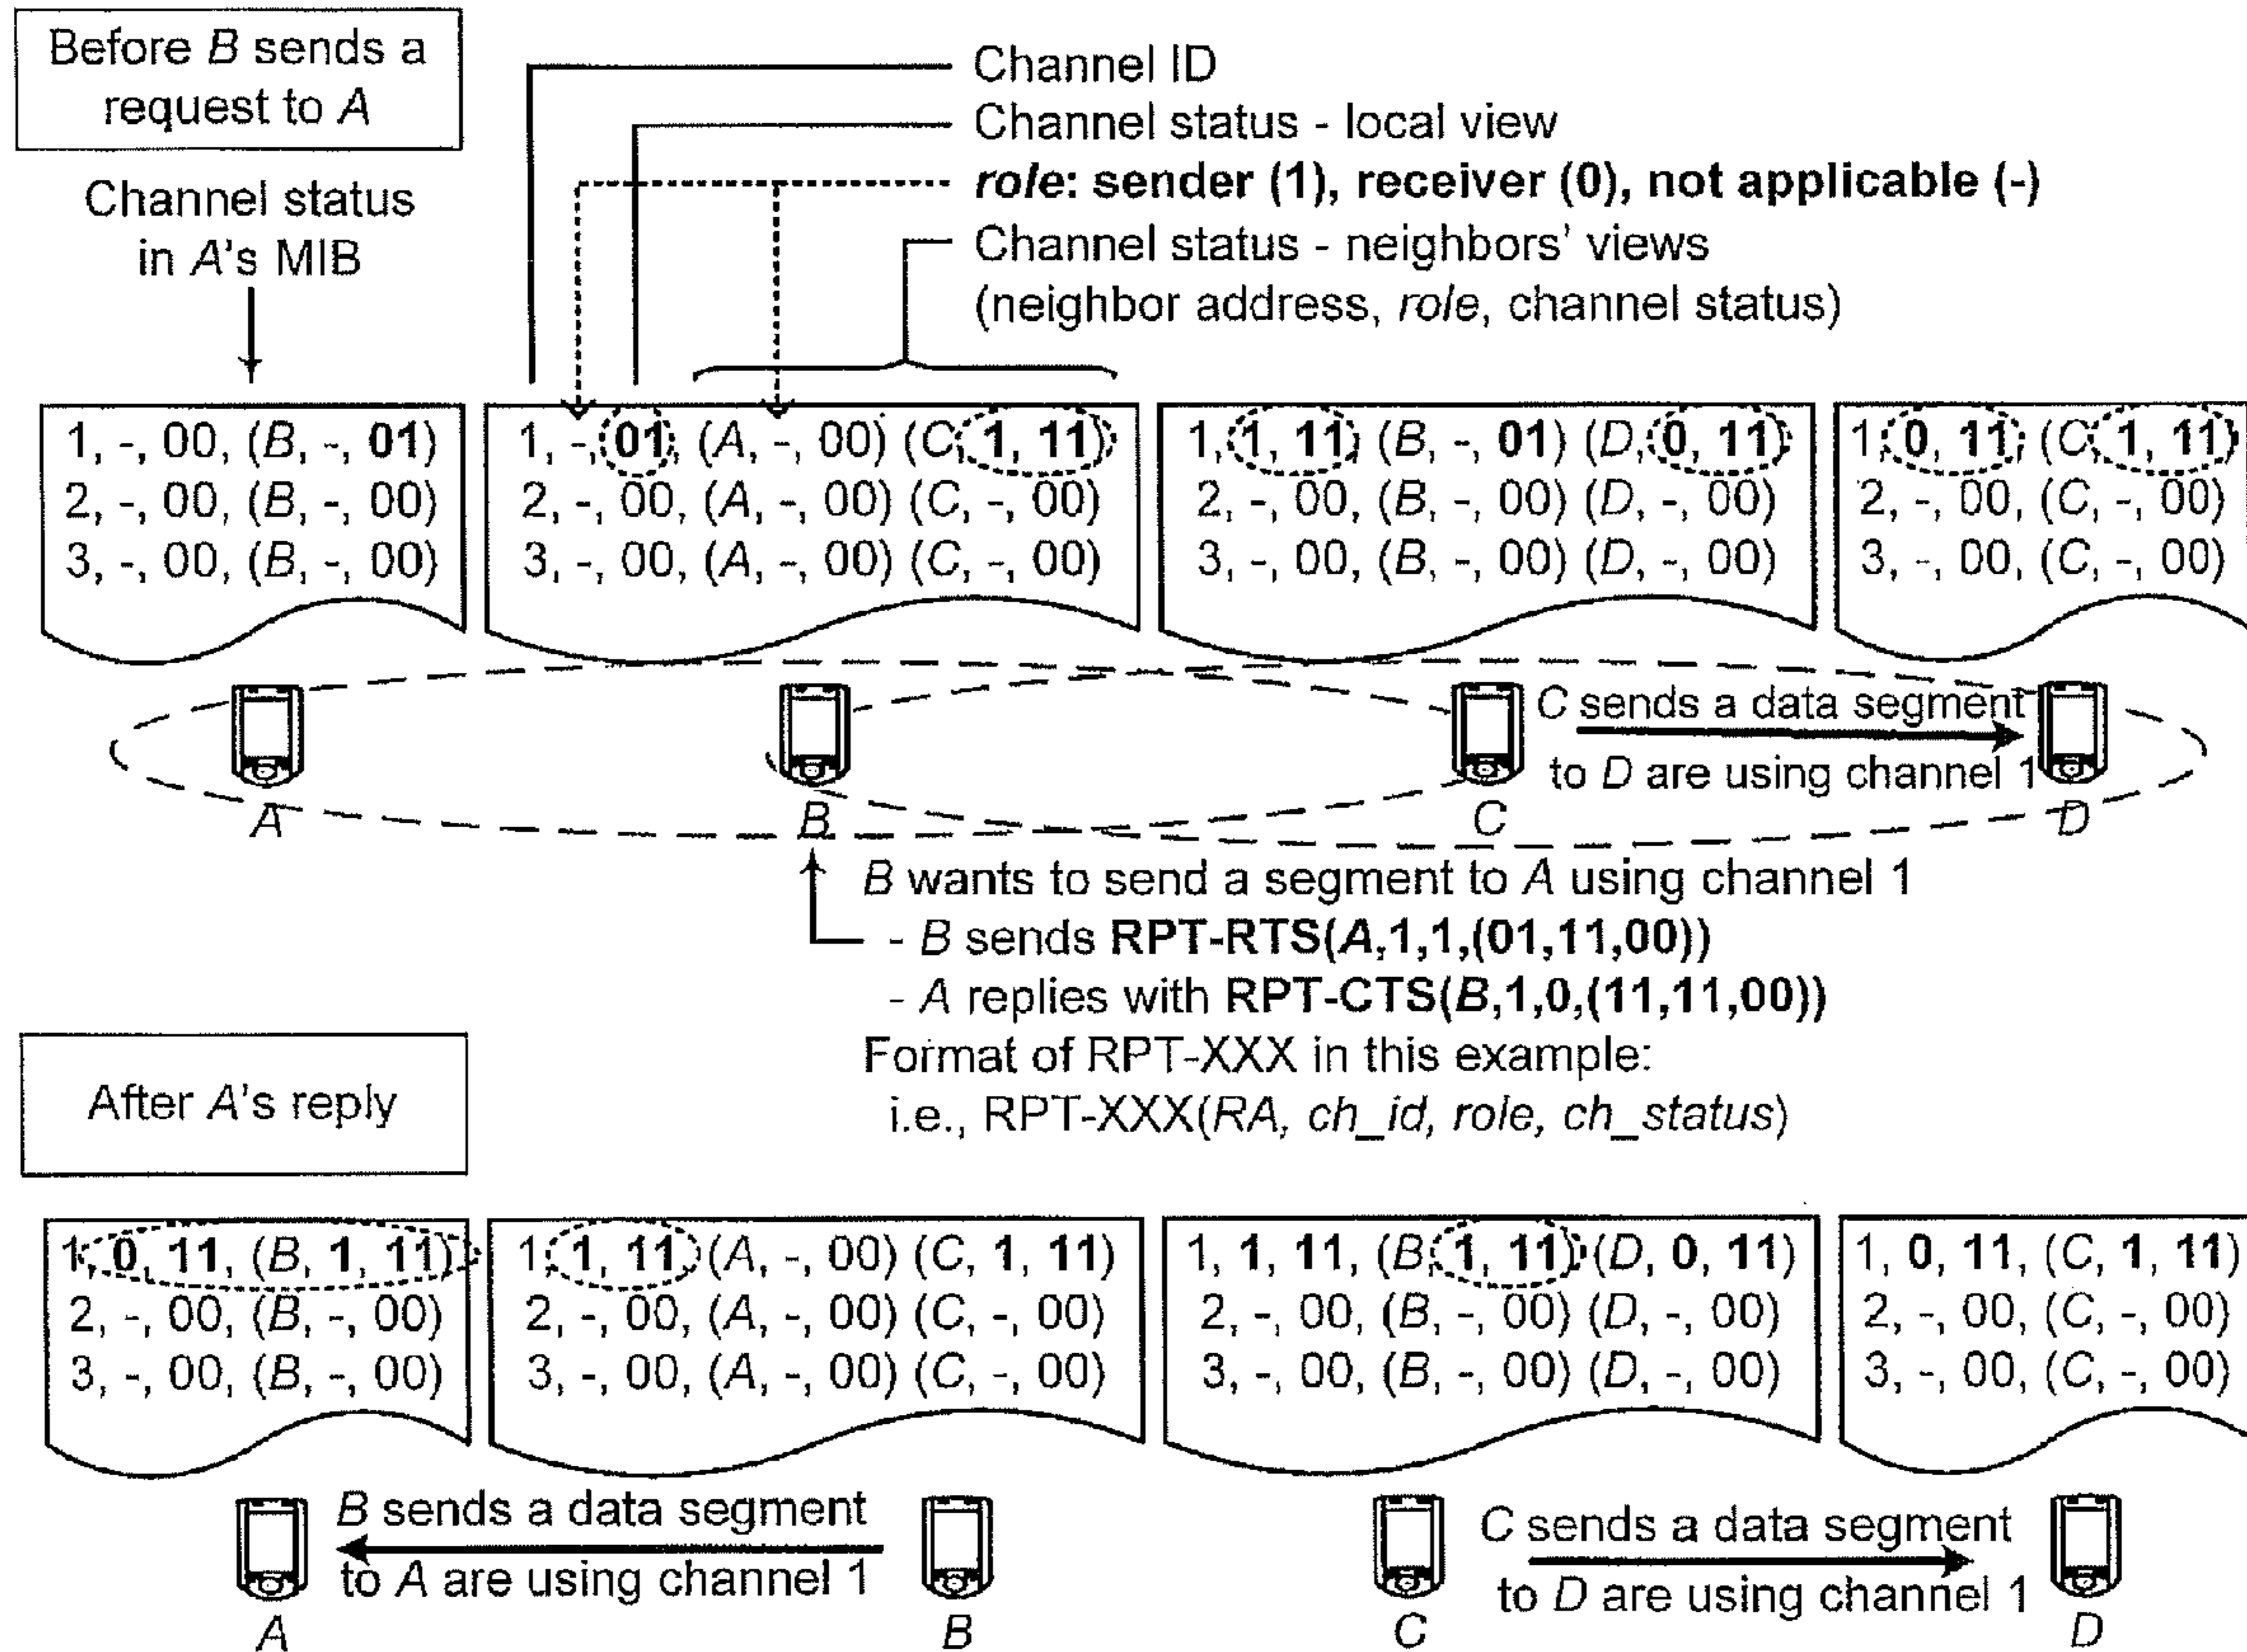 Before B sends a
request to A
Channel ID
Channel status - local view
role: sender (1), receiver (0), not applicable (-)
Channel status - neighbors' views
(neighbor address, role, channel status)
Channel status
in A's MIB
1, -, 00, (B, -, 01)
2, -, 00, (B, -, 00)
3, -, 00, (B, -, 00)
1, -, 01, (A, -, 00) (C, 1, 11)
2, -, 00, (A, -, 00) (C, -, 00)
3, -, 00, (A, -, 00) (C, -, 00)
1, 1, 11, (B, -, 01) (D, 0, 11)
2, -, 00, (B, -, 00) (D, -, 00)
3, -, 00, (B, -, 00) (D, -, 00)
1, 0, 11, (C, 1, 11)
2, -, 00, (C, -, 00)
3, -, 00, (C, -, 00)
C sends a data segment
to D are using channel 1
A
B
C
D
B wants to send a segment to A using channel 1
- B sends RPT-RTS(A,1,1,(01,11,00))
- A replies with RPT-CTS(B,1,0,(11,11,00))
Format of RPT-XXX in this example:
i.e., RPT-XXX(RA, ch_id, role, ch_status)
After A's reply
1, 0, 11, (B, 1, 11)
2, -, 00, (B, -, 00)
3, -, 00, (B, -, 00)
1, 1, 11, (A, -, 00) (C, 1, 11)
2, -, 00, (A, -, 00) (C, -, 00)
3, -, 00, (A, -, 00) (C, -, 00)
1, 1, 11, (B, 1, 11) (D, 0, 11)
2, -, 00, (B, -, 00) (D, -, 00)
3, -, 00, (B, -, 00) (D, -, 00)
1, 0, 11, (C, 1, 11)
2, -, 00, (C, -, 00)
3, -, 00, (C, -, 00)
B sends a data segment
to A are using channel 1
C sends a data segment
to D are using channel 1
A
B
C
D